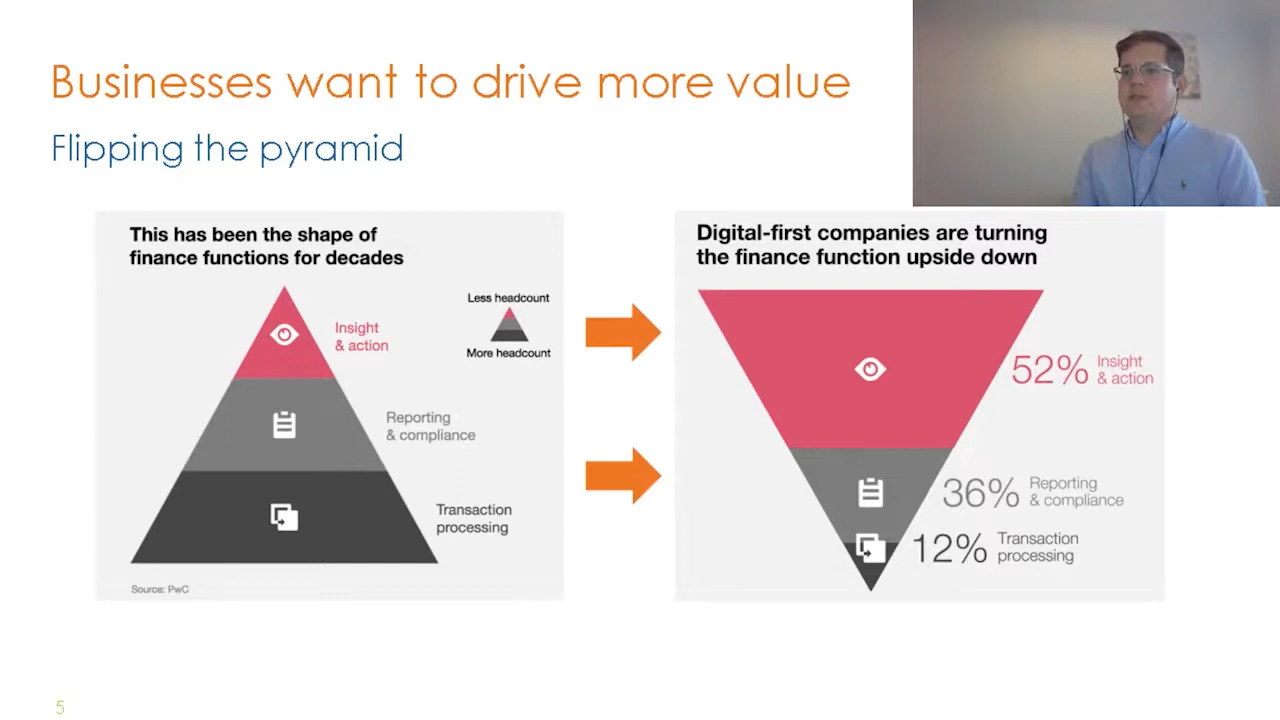 Businesses want to drive more value
Flipping the pyramid
This has been the shape of
finance functions for decades
Less headcount
More headcount
Insight
& action
Reporting
& compliance
Transaction
processing
Source: PwC
Digital-first companies are turning
the finance function upside down
52% Insight
& action
36% Reporting
& compliance
12% Transaction
processing
5